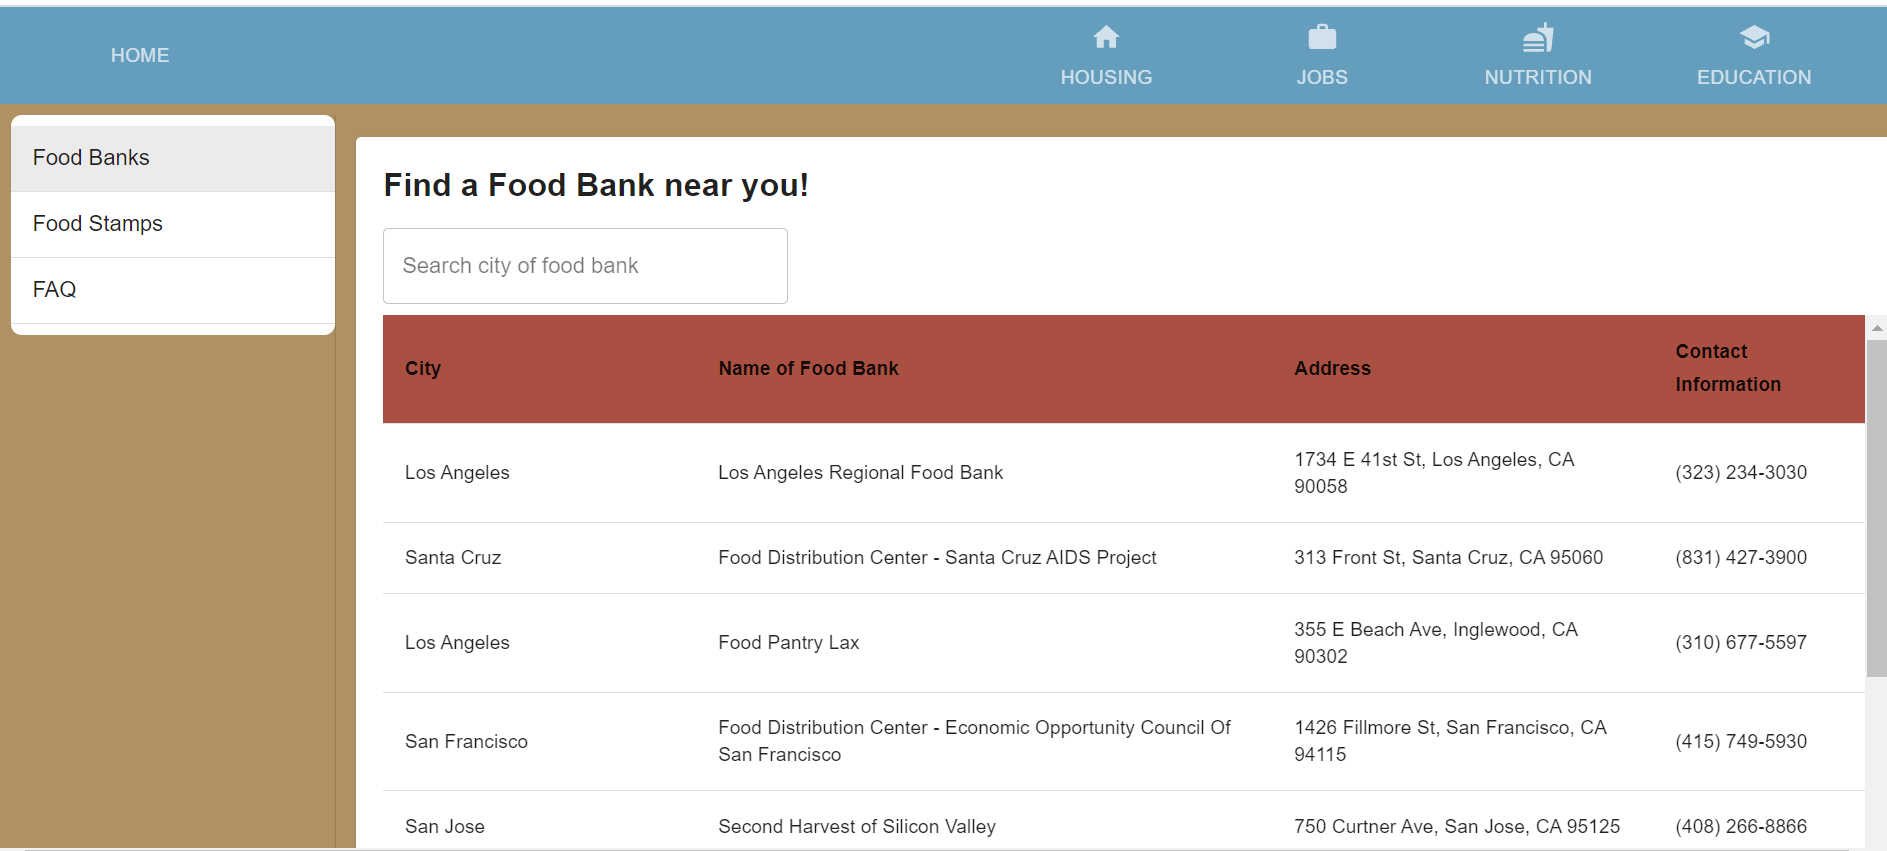 HOME
HOUSING
JOBS
NUTRITION
EDUCATION
Food Banks
Food Stamps
FAQ
Find a Food Bank near you!
Search city of food bank
City Name of Food Bank Address Contact
Information
Los Angeles Los Angeles Regional Food Bank 1734 E 41st St, Los Angeles, CA
90058 (323) 234-3030
Santa Cruz Food Distribution Center - Santa Cruz AIDS Project 313 Front St, Santa Cruz, CA 95060 (831) 427-3900
Los Angeles Food Pantry Lax 355 E Beach Ave, Inglewood, CA
90302 (310) 677-5597
San Francisco Food Distribution Center - Economic Opportunity Council Of
San Francisco 1426 Fillmore St, San Francisco, CA
94115 (415) 749-5930
San Jose Second Harvest of Silicon Valley 750 Curtner Ave, San Jose, CA 95125 (408) 266-8866